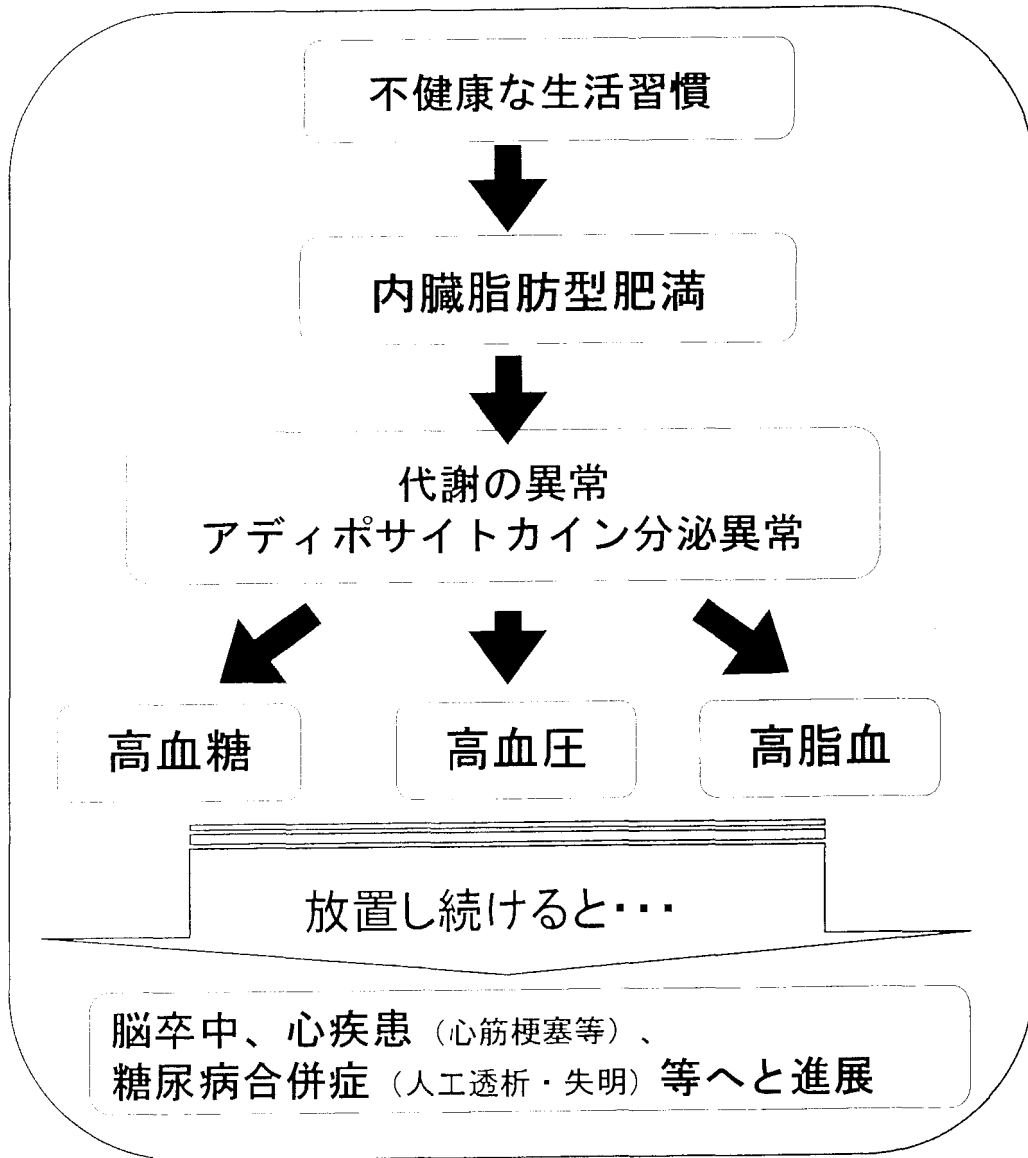 不健康な生活習慣
内臓脂肪型肥満
代謝の異常
アディポサイトカイン分泌異常
高血糖
高血圧
高脂血
放置し続けると・・・
脳卒中、心疾患（心筋梗塞等）、
糖尿病合併症（人工透析・失明）等へと進展